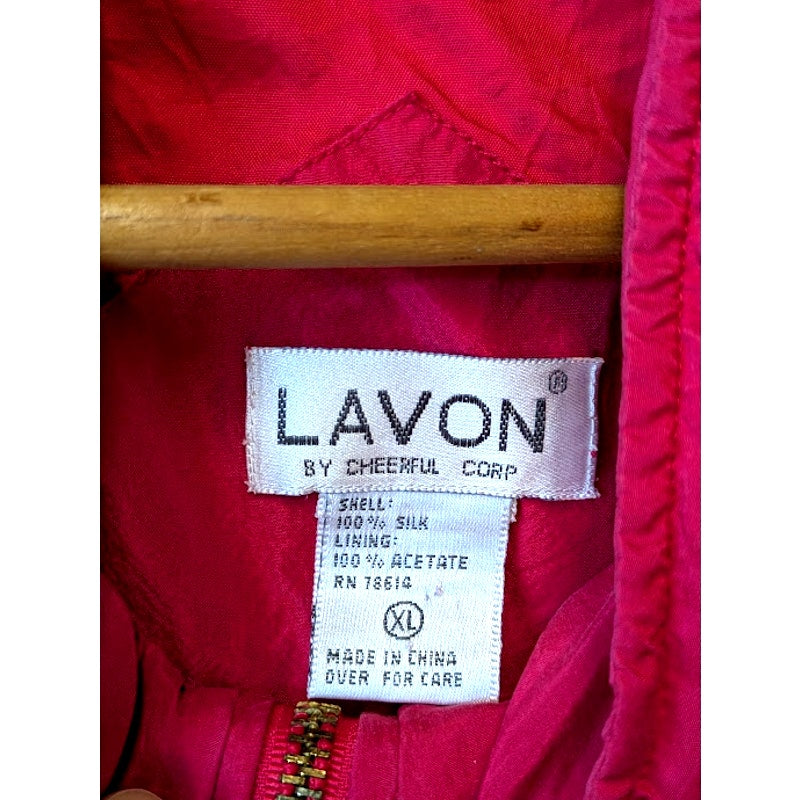 LAVON®
BY CHEERFUL CORP
SHELL:
100% SILK
LINING:
100% ACETATE
RN 78614
XL
MADE IN CHINA
OVER FOR CARE